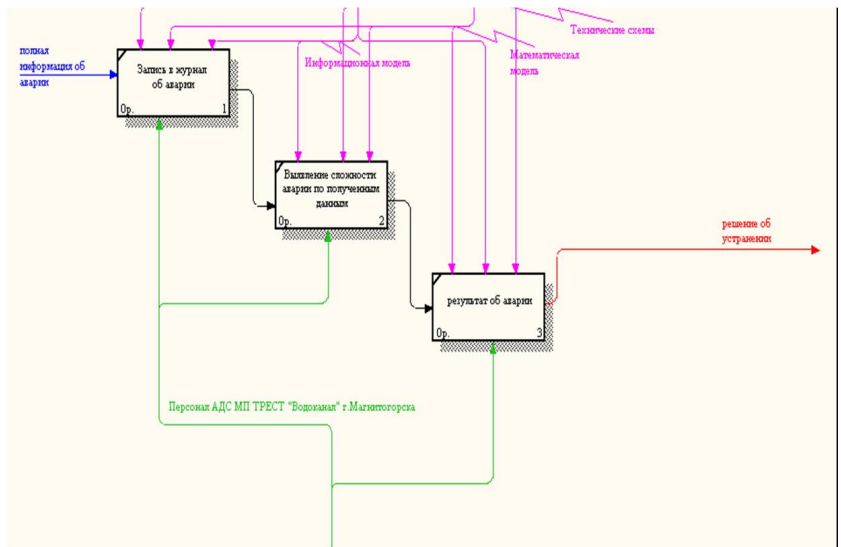 Технические схемы
полная
информация об
аварии
Информационная модель
Математическая
модель
Запись в журнал
об аварии
0р.
1
Выявление сложности
аварии по полученным
данным
0р.
2
решение об
устранении
результат об аварии
0р.
3
Персонал АДС МП ТРЕСТ "Водоканал" г.Магнитогорска